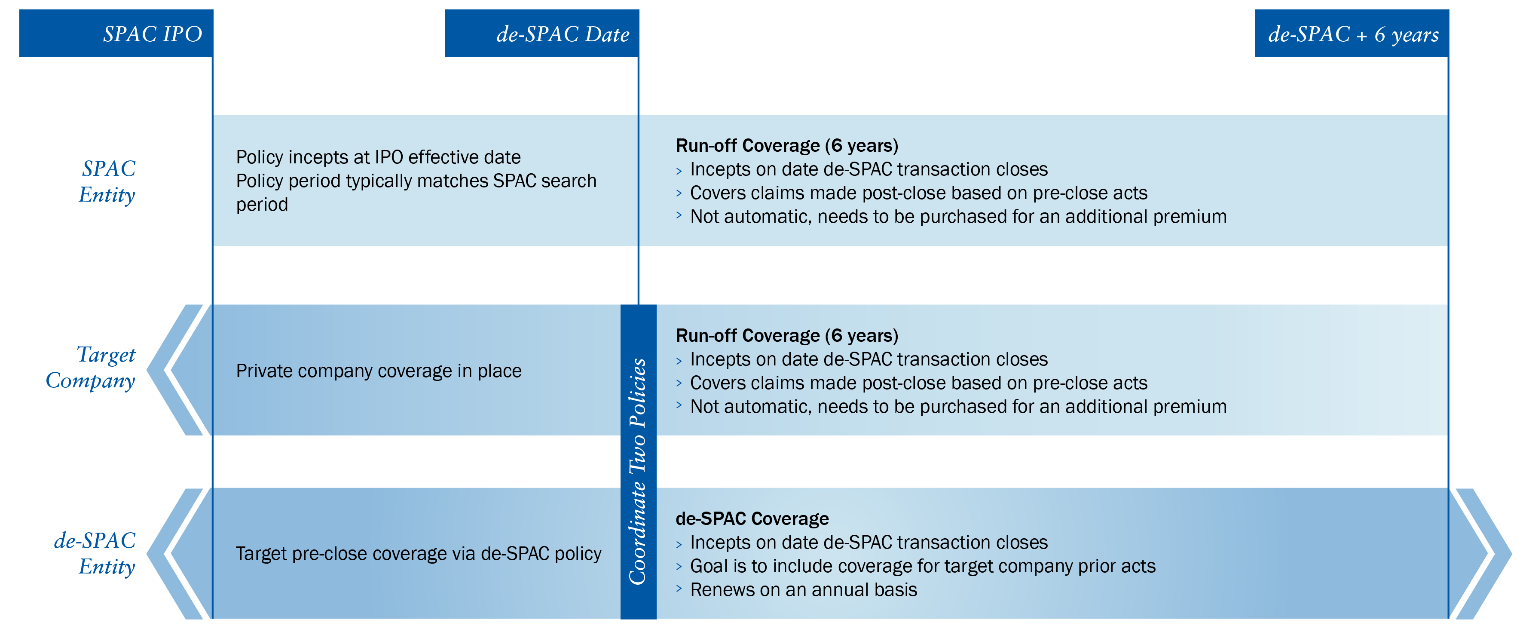 SPAC IPO
de-SPAC Date
de-SPAC + 6 years
SPAC
Entity
Policy incepts at IPO effective date
Policy period typically matches SPAC search
period
Run-off Coverage (6 years)
› Incepts on date de-SPAC transaction closes
› Covers claims made post-close based on pre-close acts
› Not automatic, needs to be purchased for an additional premium
Target
Company
Private company coverage in place
Coordinate Two Policies
Run-off Coverage (6 years)
› Incepts on date de-SPAC transaction closes
› Covers claims made post-close based on pre-close acts
› Not automatic, needs to be purchased for an additional premium
de-SPAC
Entity
Target pre-close coverage via de-SPAC policy
de-SPAC Coverage
› Incepts on date de-SPAC transaction closes
› Goal is to include coverage for target company prior acts
› Renews on an annual basis